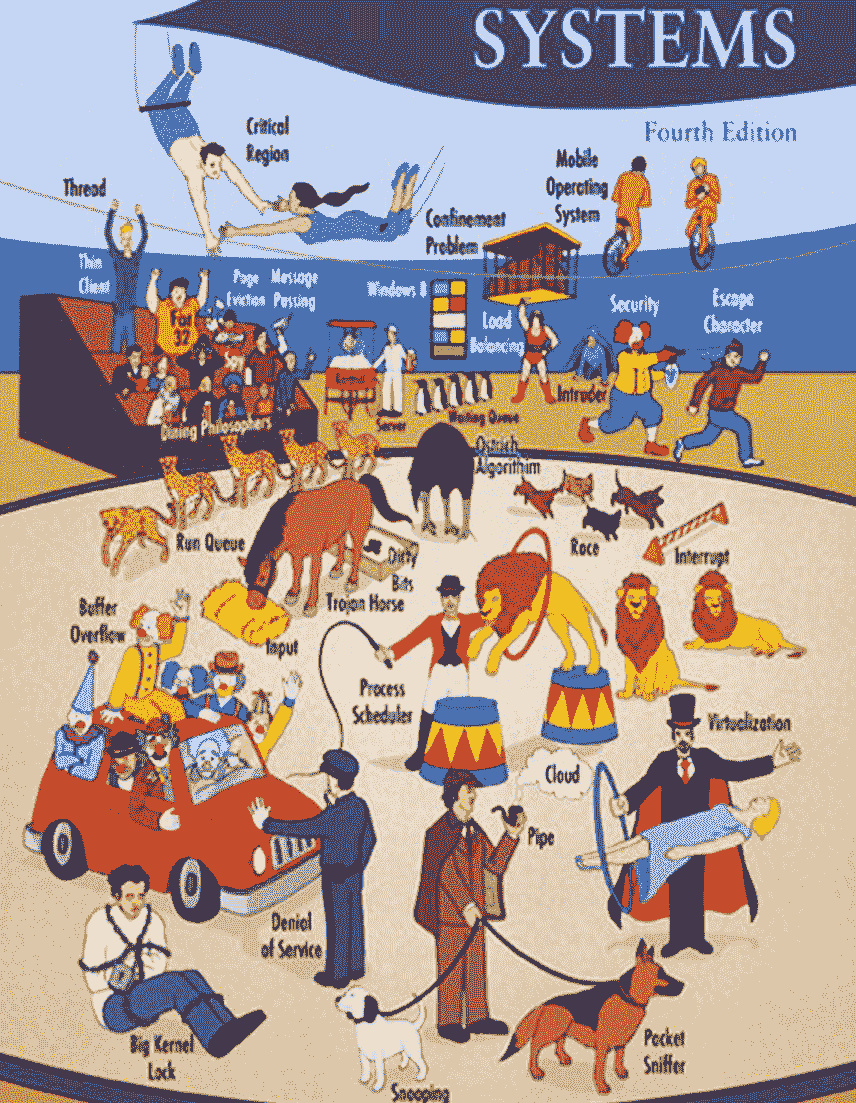 SYSTEMS
Fourth Edition
Critical
Region
Mobile
Operating
System
Thread
Confinement
Problem
Thin
Client
Page
Eviction
Message
Passing
Windows 8
Load
Balancing
Security
Escape
Character
Intruder
Dining Philosophers
Server
Waiting Queue
Ostrich
Algorithim
Run Queue
Dirty
Bits
Race
Interrupt
Trojan Horse
Buffer
Overflow
Input
Process
Scheduler
Virtualization
Cloud
Pipe
Denial
of Service
Big Kernel
Lock
Packet
Sniffer
Snooping